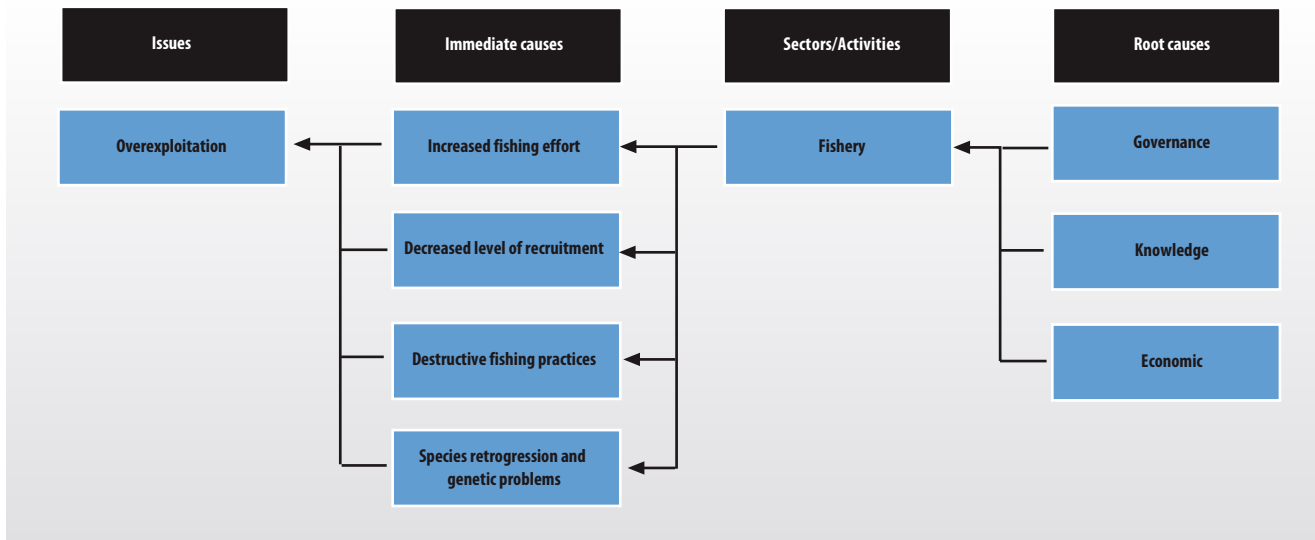 Issues
Immediate causes
Sectors/Activities
Root causes
Overexploitation
Increased fishing effort
Fishery
Governance
Decreased level of recruitment
Knowledge
Destructive fishing practices
Economic
Species retrogression and
genetic problems